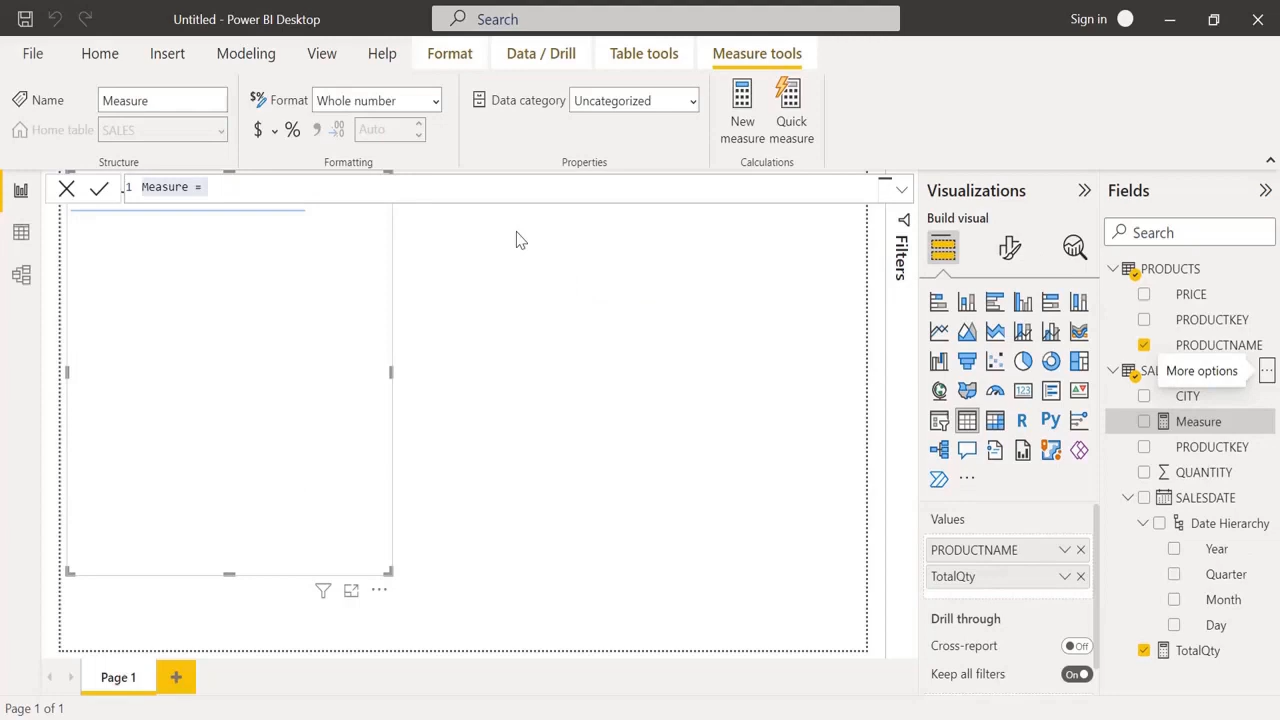 Untitled - Power BI Desktop
Search
Sign in
File
Home
Insert
Modeling
View
Help
Format
Data / Drill
Table tools
Measure tools
Name
Measure
Format
Whole number
Data category
Uncategorized
Home table
SALES
$
%
Auto
New measure
Quick measure
Structure
Formatting
Properties
Calculations
1 Measure =
Filters
Visualizations
Build visual
R
Py
123
Values
PRODUCTNAME
TotalQty
Drill through
Cross-report
Off
Keep all filters
On
Fields
Search
PRODUCTS
PRICE
PRODUCTKEY
PRODUCTNAME
More options
CITY
Measure
PRODUCTKEY
QUANTITY
SALESDATE
Date Hierarchy
Year
Quarter
Month
Day
TotalQty
Page 1
Page 1 of 1